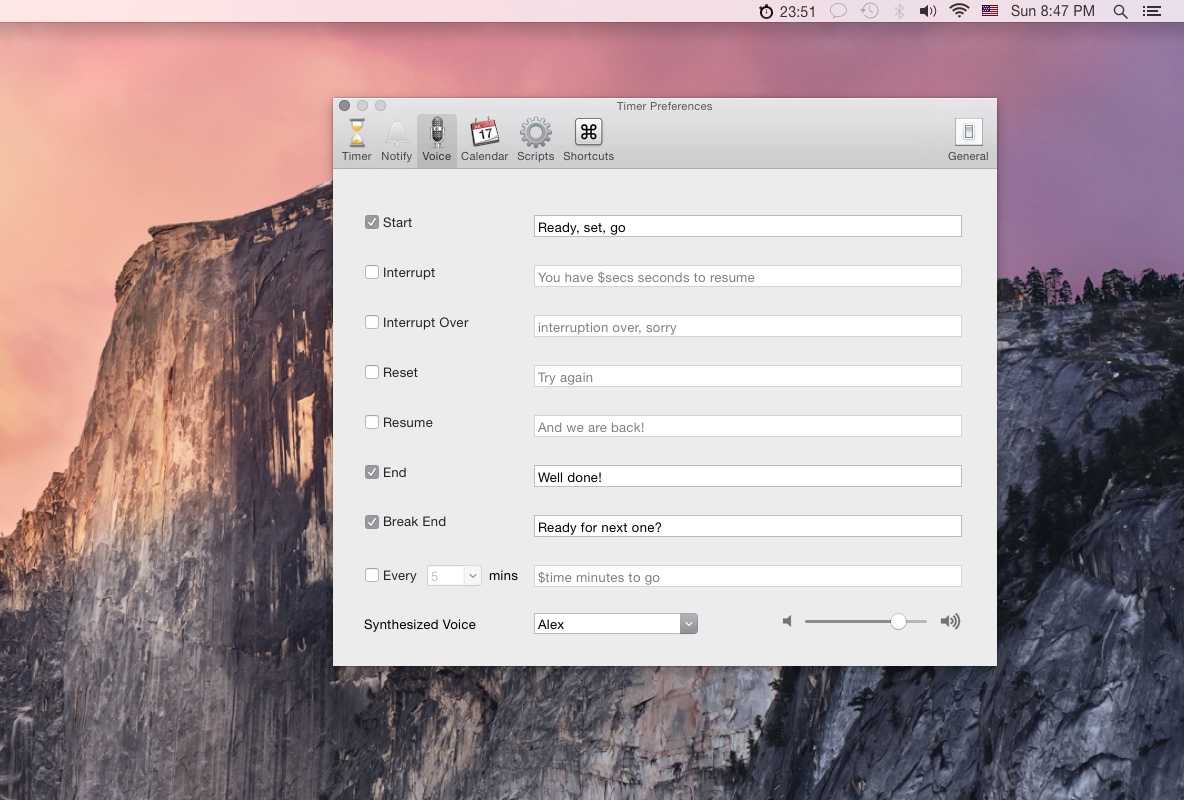 23:51 Sun 8:47 PM
Timer Preferences
Timer Notify Voice Calendar Scripts Shortcuts General
17
Start Ready, set, go
Interrupt You have $secs seconds to resume
Interrupt Over interruption over, sorry
Reset Try again
Resume And we are back!
End Well done!
Break End Ready for next one?
Every 5 mins $time minutes to go
Synthesized Voice Alex